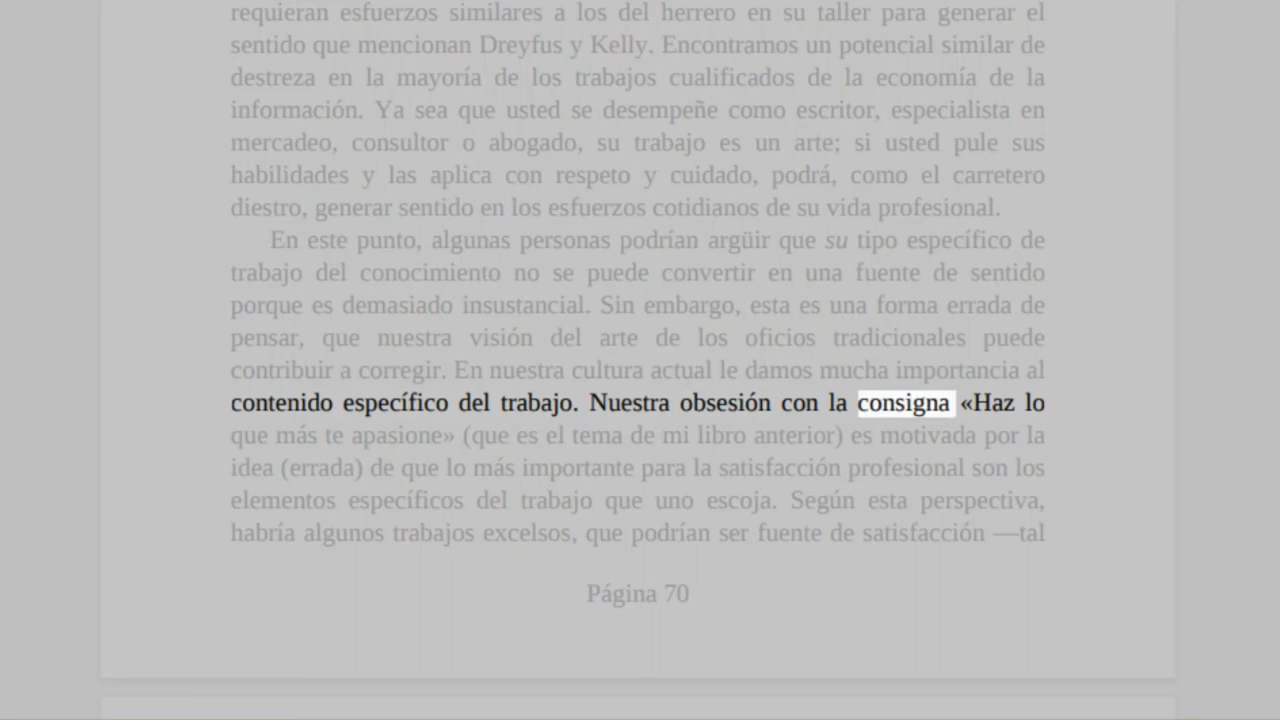 requieran esfuerzos similares a los del herrero en su taller para generar el
sentido que mencionan Dreyfus y Kelly. Encontramos un potencial similar de
destreza en la mayoría de los trabajos cualificados de la economía de la
información. Ya sea que usted se desempeñe como escritor, especialista en
mercadeo, consultor o abogado, su trabajo es un arte; si usted pule sus
habilidades y las aplica con respeto y cuidado, podrá, como el carretero
diestro, generar sentido en los esfuerzos cotidianos de su vida profesional.
En este punto, algunas personas podrían argüir que su tipo específico de
trabajo del conocimiento no se puede convertir en una fuente de sentido
porque es demasiado insustancial. Sin embargo, esta es una forma errada de
pensar, que nuestra visión del arte de los oficios tradicionales puede
contribuir a corregir. En nuestra cultura actual le damos mucha importancia al
contenido específico del trabajo. Nuestra obsesión con la consigna «Haz lo
que más te apasione» (que es el tema de mi libro anterior) es motivada por la
idea (errada) de que lo más importante para la satisfacción profesional son los
elementos específicos del trabajo que uno escoja. Según esta perspectiva,
habría algunos trabajos excelsos, que podrían ser fuente de satisfacción —tal
Página 70